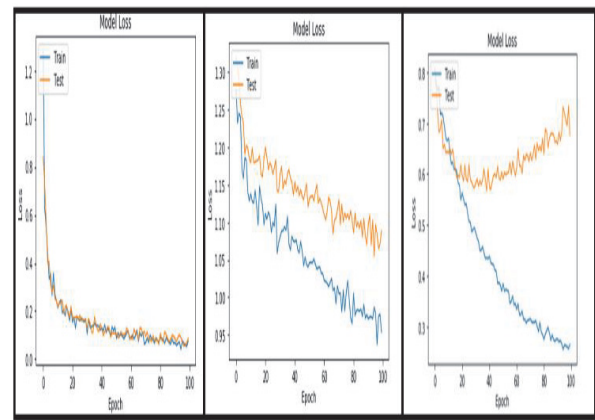 Model Loss
Train
Test
1.2
1.0
0.8
0.6
0.4
0.2
0.0
Loss
0 20 40 60 80 100
Epoch
Model Loss
Train
Test
1.30
1.25
1.20
1.15
1.10
1.05
1.00
0.95
Loss
0 20 40 60 80 100
Epoch
Model Loss
Train
Test
0.8
0.7
0.6
0.5
0.4
0.3
Loss
0 20 40 60 80 100
Epoch